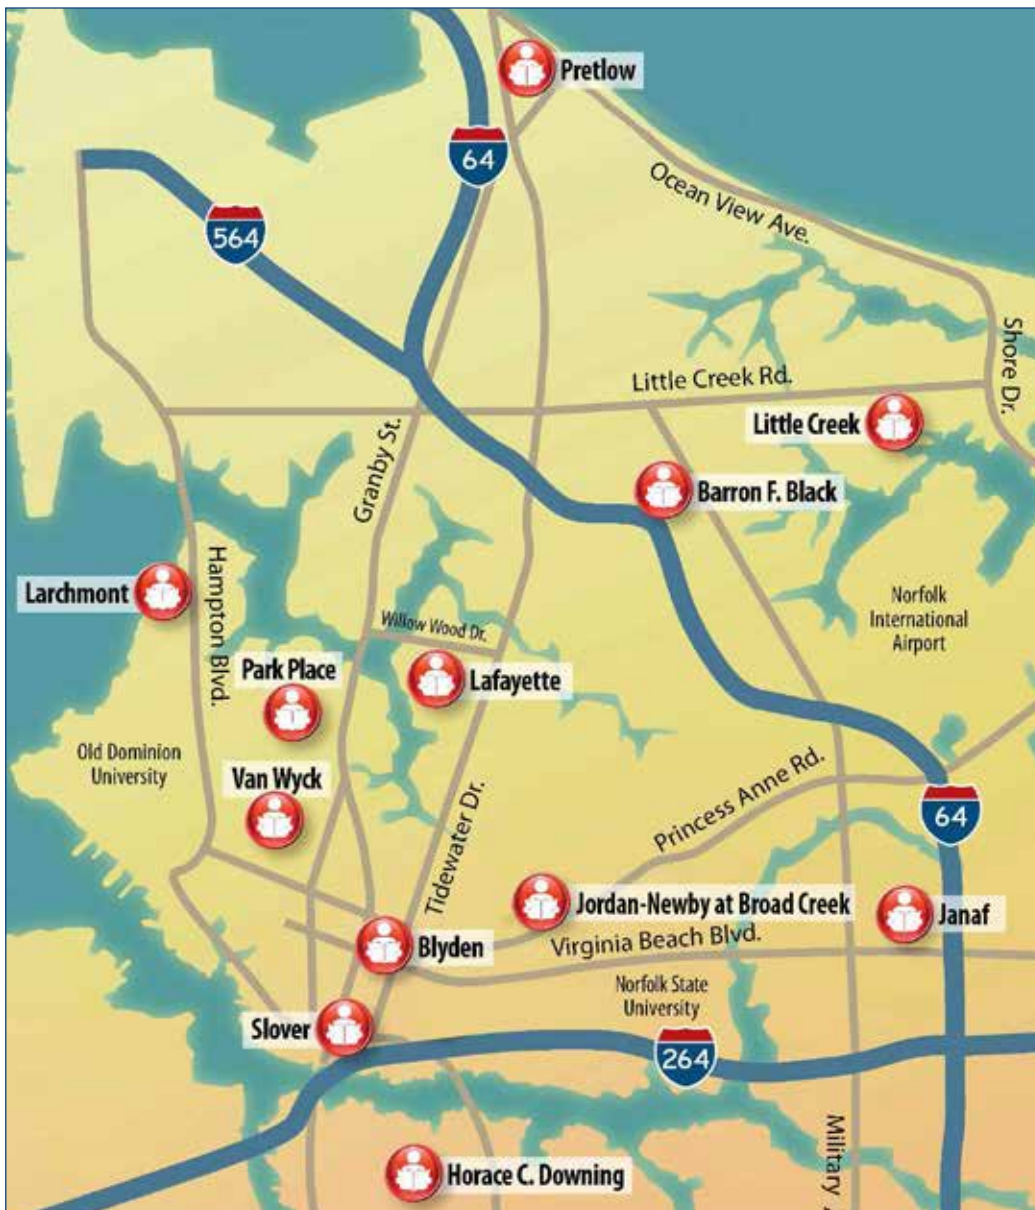 Pretlow
64
Ocean View Ave.
564
Shore Dr.
Little Creek Rd.
Little Creek
Granby St.
Barron F. Black
Hampton Blvd.
Larchmont
Norfolk
International
Airport
Willow Wood Dr.
Park Place
Lafayette
Old Dominion
University
Van Wyck
Princess Anne Rd.
Tidewater Dr.
64
Jordan-Newby at Broad Creek
Janaf
Blyden
Virginia Beach Blvd.
Norfolk State
University
Slover
264
Military
Horace C. Downing